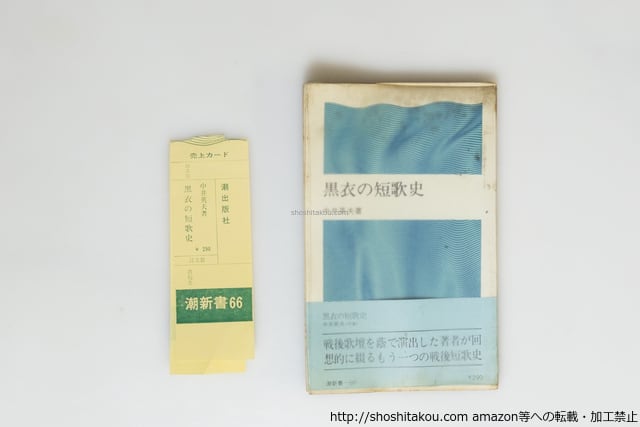 売上カード
潮出版社
中井英夫著
黒衣の短歌史
¥ 290
潮新書66
黒衣の短歌史
中井英夫著
shoshitakou.com
黒衣の短歌史
戦後歌壇を蔭で演出した著者が回
想的に綴るもう一つの戦後短歌史
潮新書
¥290
http://shoshitakou.com amazon等への転載・加工禁止